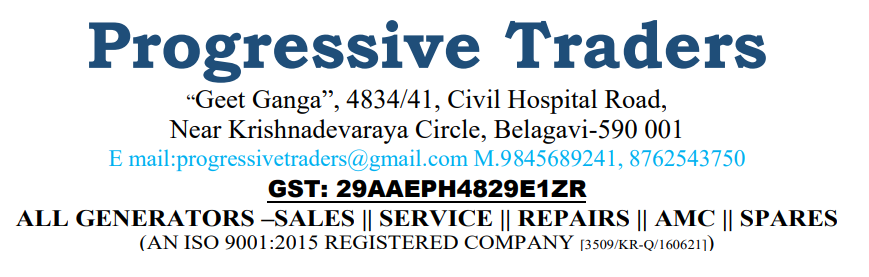 Progressive Traders
“Geet Ganga”, 4834/41, Civil Hospital Road,
Near Krishnadevaraya Circle, Belagavi-590 001
E mail:progressivetraders@gmail.com M.9845689241, 8762543750
GST: 29AAEPH4829E1ZR
ALL GENERATORS –SALES || SERVICE || REPAIRS || AMC || SPARES
(AN ISO 9001:2015 REGISTERED COMPANY [3509/KR-Q/160621])